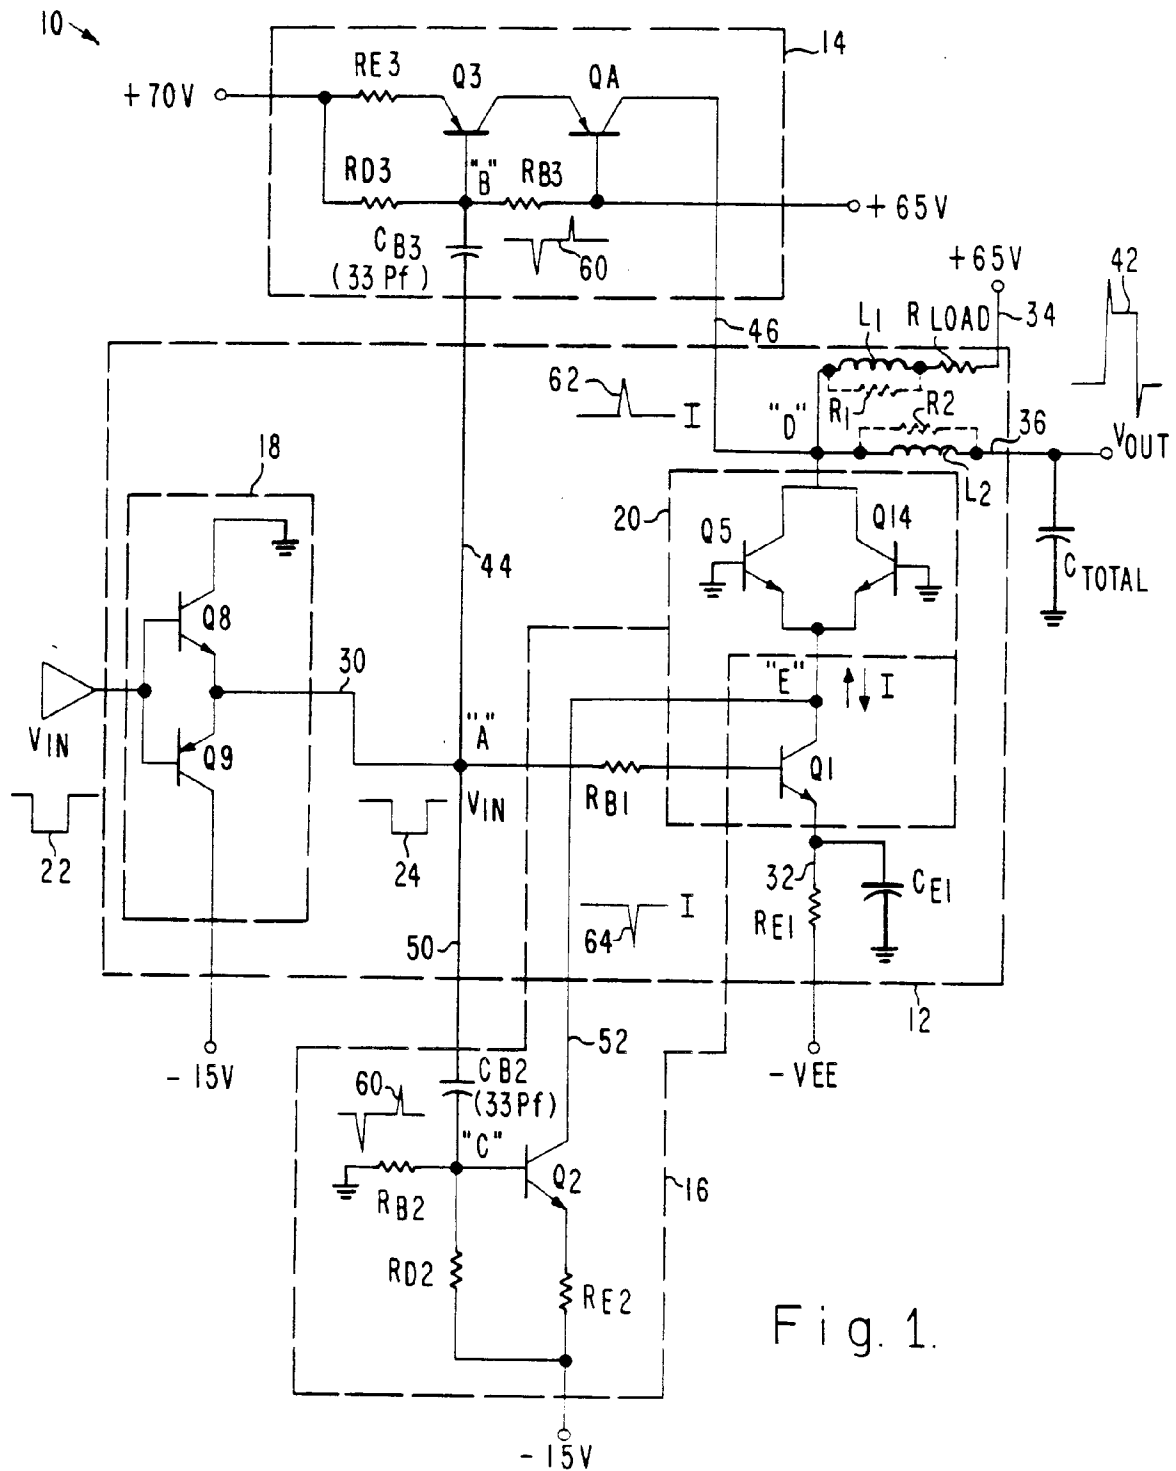 10
14
RE3
Q3
QA
+70V
RD3
"B"
RB3
+65V
CB3
(33Pf)
60
+65V
42
46
L1
RLOAD
34
62
I
"D"
R1
R2
36
VOUT
L2
18
20
Q5
Q14
CTOTAL
44
Q8
30
"E"
I
"A"
VIN
Q9
Q1
RB1
VIN
22
24
32
CE1
I
64
RE1
50
12
52
-15V
-VEE
60
CB2
(33Pf)
"C"
Q2
16
RB2
RD2
RE2
Fig. 1.
-15V